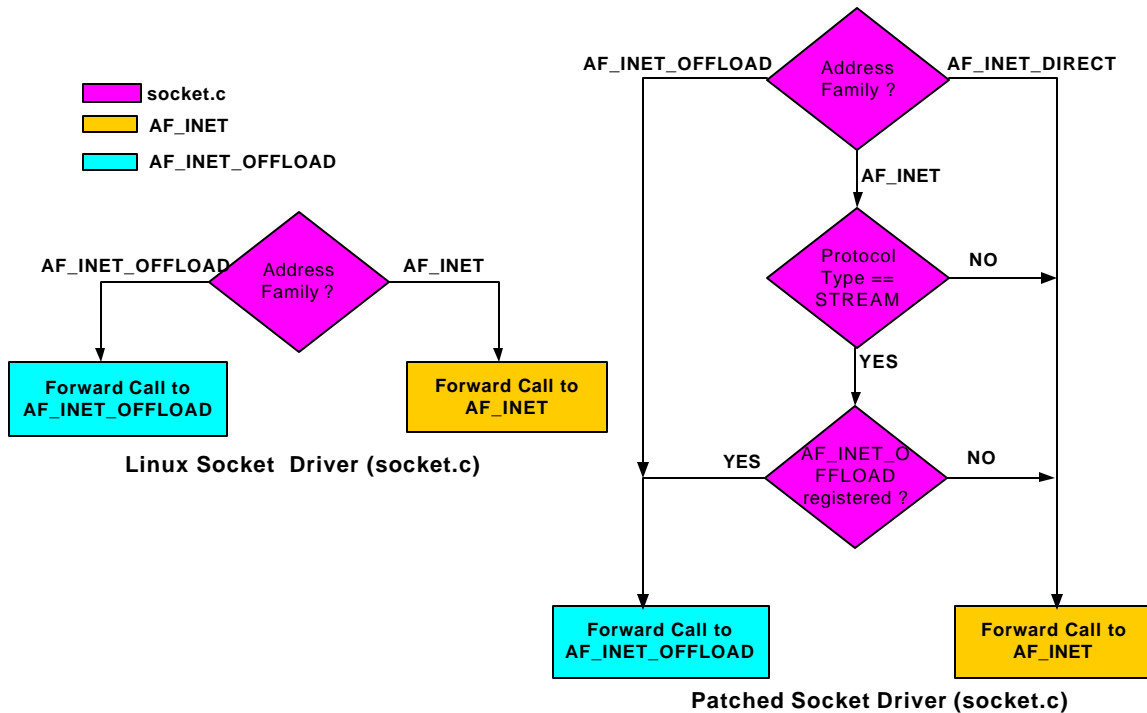 socket.c
AF_INET
AF_INET_OFFLOAD
AF_INET_OFFLOAD
Address
Family ?
AF_INET
Forward Call to
AF_INET_OFFLOAD
Forward Call to
AF_INET
Linux Socket Driver (socket.c)
AF_INET_OFFLOAD
Address
Family ?
AF_INET_DIRECT
AF_INET
Protocol
Type ==
STREAM
NO
YES
YES
AF_INET_O
FFLOAD
registered ?
NO
Forward Call to
AF_INET_OFFLOAD
Forward Call to
AF_INET
Patched Socket Driver (socket.c)